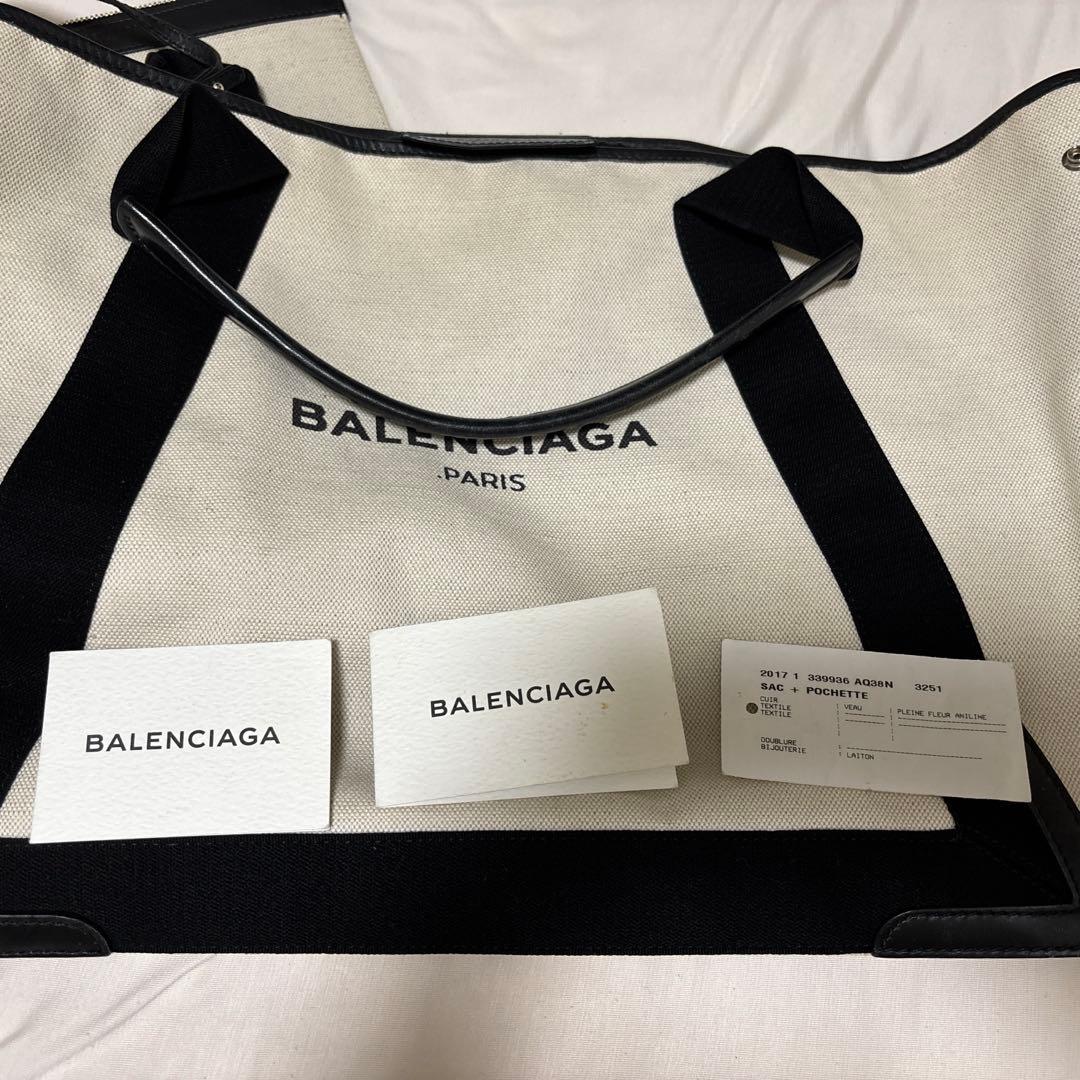 BALENCIAGA
.PARIS
BALENCIAGA
BALENCIAGA
2017 1 339936 AQ38N 3251
SAC + POCHETTE
CUIR : VEAU | PLEINE FLEUR ANILINE
TEXTILE
TEXTILE
DOUBLURE
BIJOUTERIE : LAITON